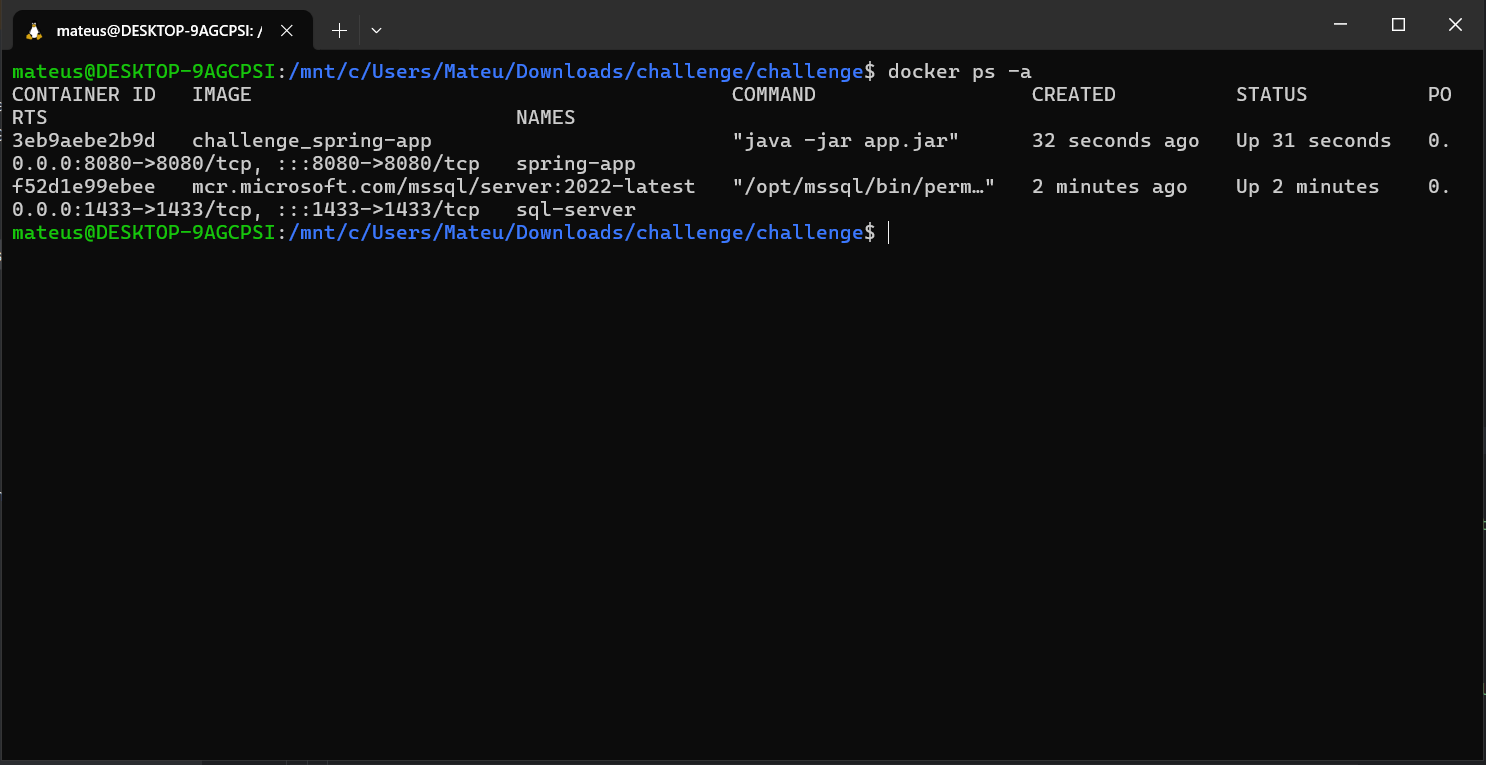 mateus@DESKTOP-9AGCPSI: /
mateus@DESKTOP-9AGCPSI:/mnt/c/Users/Mateu/Downloads/challenge/challenge$ docker ps -a
CONTAINER ID   IMAGE                                        COMMAND                  CREATED          STATUS          PO
RTS                                       NAMES
3eb9aebe2b9d   challenge_spring-app                         "java -jar app.jar"      32 seconds ago   Up 31 seconds   0.
0.0.0:8080->8080/tcp, :::8080->8080/tcp   spring-app
f52d1e99ebee   mcr.microsoft.com/mssql/server:2022-latest   "/opt/mssql/bin/perm…"   2 minutes ago    Up 2 minutes    0.
0.0.0:1433->1433/tcp, :::1433->1433/tcp   sql-server
mateus@DESKTOP-9AGCPSI:/mnt/c/Users/Mateu/Downloads/challenge/challenge$